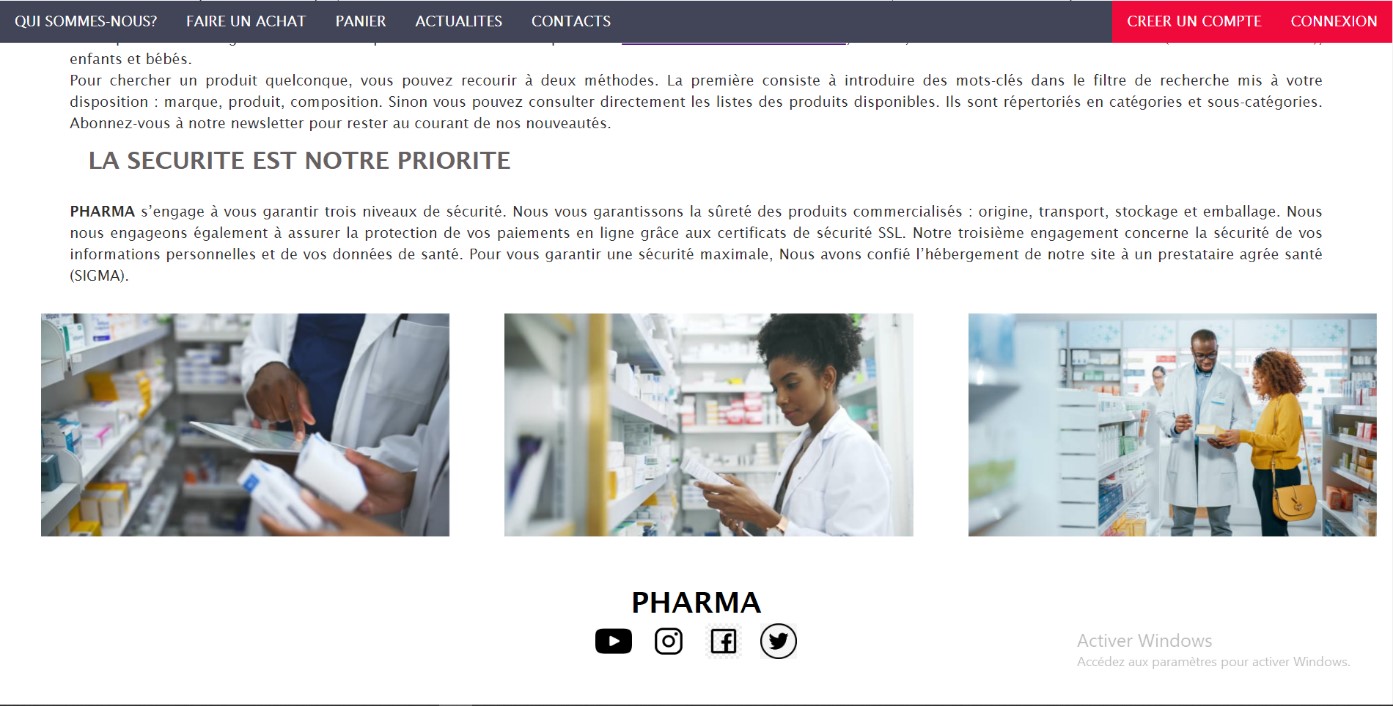 QUI SOMMES-NOUS? FAIRE UN ACHAT PANIER ACTUALITES CONTACTS CREER UN COMPTE CONNEXION
enfants et bébés.
Pour chercher un produit quelconque, vous pouvez recourir à deux méthodes. La première consiste à introduire des mots-clés dans le filtre de recherche mis à votre
disposition : marque, produit, composition. Sinon vous pouvez consulter directement les listes des produits disponibles. Ils sont répertoriés en catégories et sous-catégories.
Abonnez-vous à notre newsletter pour rester au courant de nos nouveautés.
LA SECURITE EST NOTRE PRIORITE
PHARMA s’engage à vous garantir trois niveaux de sécurité. Nous vous garantissons la sûreté des produits commercialisés : origine, transport, stockage et emballage. Nous
nous engageons également à assurer la protection de vos paiements en ligne grâce aux certificats de sécurité SSL. Notre troisième engagement concerne la sécurité de vos
informations personnelles et de vos données de santé. Pour vous garantir une sécurité maximale, Nous avons confié l’hébergement de notre site à un prestataire agrée santé
(SIGMA).
PHARMA
Activer Windows
Accédez aux paramètres pour activer Windows.